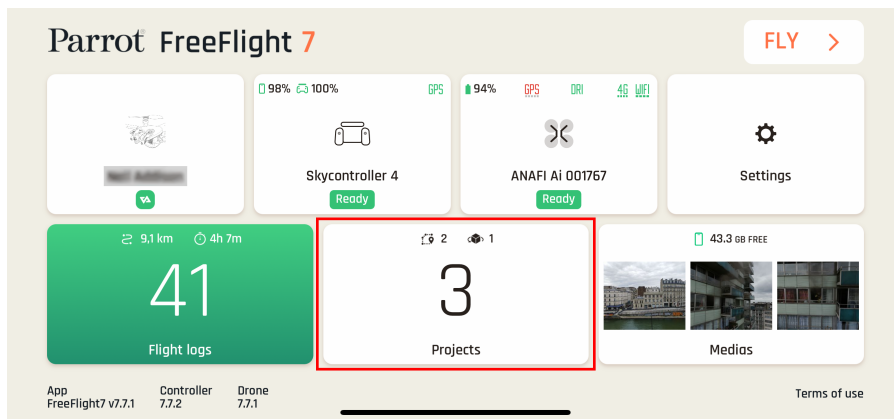 Parrot FreeFlight 7
FLY
98% 100% GPS
Skycontroller 4
Ready
94% GPS DRI 4G WIFI
ANAFI Ai 001767
Ready
Settings
9,1 km 4h 7m
41
Flight logs
2 1
3
Projects
43.3 GB FREE
Medias
App
FreeFlight7 v7.7.1
Controller
7.7.2
Drone
7.7.1
Terms of use